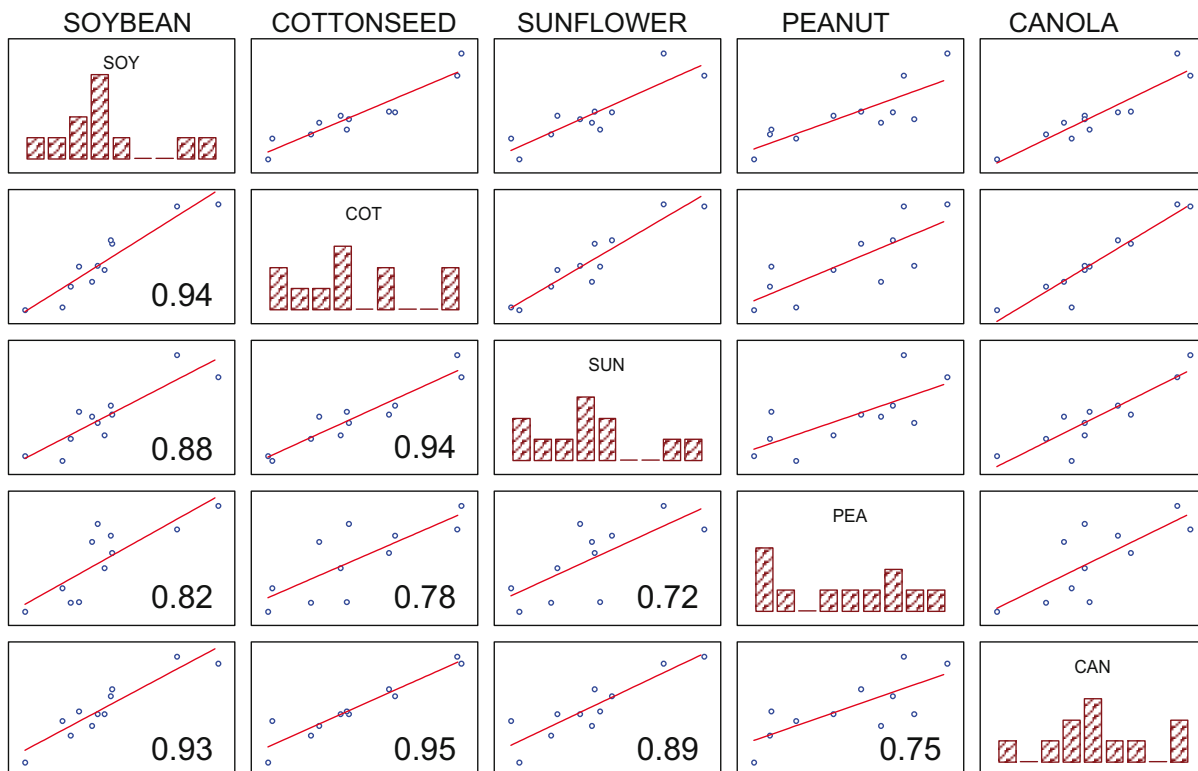 SOYBEAN COTTONSEED SUNFLOWER PEANUT CANOLA
SOY
COT
0.94
SUN
0.88 0.94
PEA
0.82 0.78 0.72
CAN
0.93 0.95 0.89 0.75